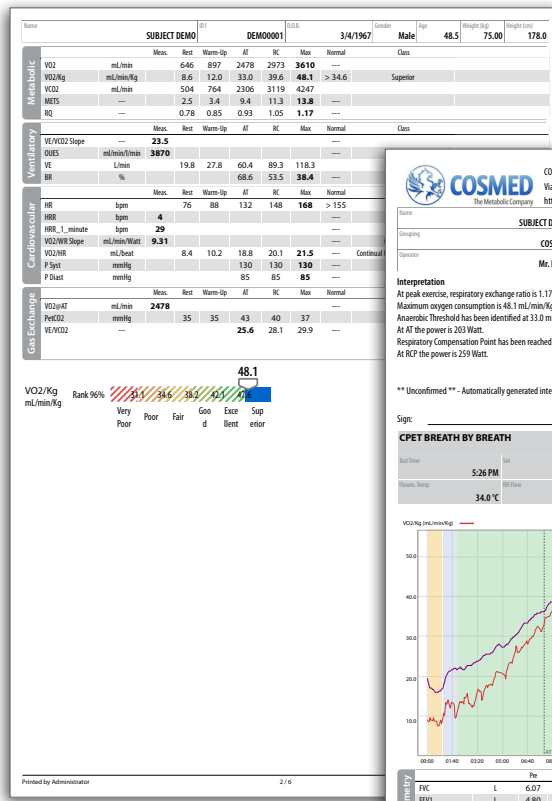 Name ID1 D.O.B. Gender Age Weight (kg) Height (cm)
SUBJECT DEMO DEM00001 3/4/1967 Male 48.5 75.00 178.0
Metabolic
Meas. Rest Warm-Up AT RC Max Normal Class
VO2 mL/min 646 897 2478 2973 3610 ---
VO2/Kg mL/min/Kg 8.6 12.0 33.0 39.6 48.1 > 34.6 Superior
VCO2 mL/min 504 764 2306 3119 4247
METS --- 2.5 3.4 9.4 11.3 13.8 ---
RQ --- 0.78 0.85 0.93 1.05 1.17 ---
Ventilatory
Meas. Rest Warm-Up AT RC Max Normal Class
VE/VCO2 Slope --- 23.5 ---
OUES ml/min/l/min 3870 ---
VE L/min 19.8 27.8 60.4 89.3 118.3
BR % 68.6 53.5 38.4 ---
Cardiovascular
Meas. Rest Warm-Up AT RC Max Normal
HR bpm 76 88 132 148 168 > 155
HRR bpm 4 ---
HRR_1_minute bpm 29 ---
VO2/WR Slope mL/min/Watt 9.31 ---
VO2/HR mL/beat 8.4 10.2 18.8 20.1 21.5 --- Continual
P Syst mmHg 130 130 130 ---
P Diast mmHg 85 85 85 ---
Gas Exchange
Meas. Rest Warm-Up AT RC Max Normal
VO2@AT mL/min 2478 ---
PetCO2 mmHg 35 35 43 40 37
VE/VCO2 --- 25.6 28.1 29.9 ---
48.1
VO2/Kg
mL/min/Kg
Rank 96% 31.1 34.6 38.2 42.1 47.6
Very Poor Poor Fair Goo d Exce llent Sup erior
Printed by Administrator 2 / 6
COSMED
The Metabolic Company
CO
Via
htt
Name
SUBJECT D
Grouping
COS
Operator
Mr.
Interpretation
At peak exercise, respiratory exchange ratio is 1.17
Maximum oxygen consumption is 48.1 mL/min/Kg
Anaerobic Threshold has been identified at 33.0 m
At AT the power is 203 Watt.
Respiratory Compensation Point has been reached
At RCP the power is 259 Watt.
** Unconfirmed ** - Automatically generated inte
Sign:
CPET BREATH BY BREATH
Test Time Set
5:26 PM
Flowm. Temp. RH Flow
34.0 °C
VO2/Kg (mL/min/Kg)
50.0
40.0
30.0
20.0
10.0
AT
00:00 01:40 03:20 05:00 06:40 08
metry
Pre
FVC L 6.07
FEV1 L 4.80